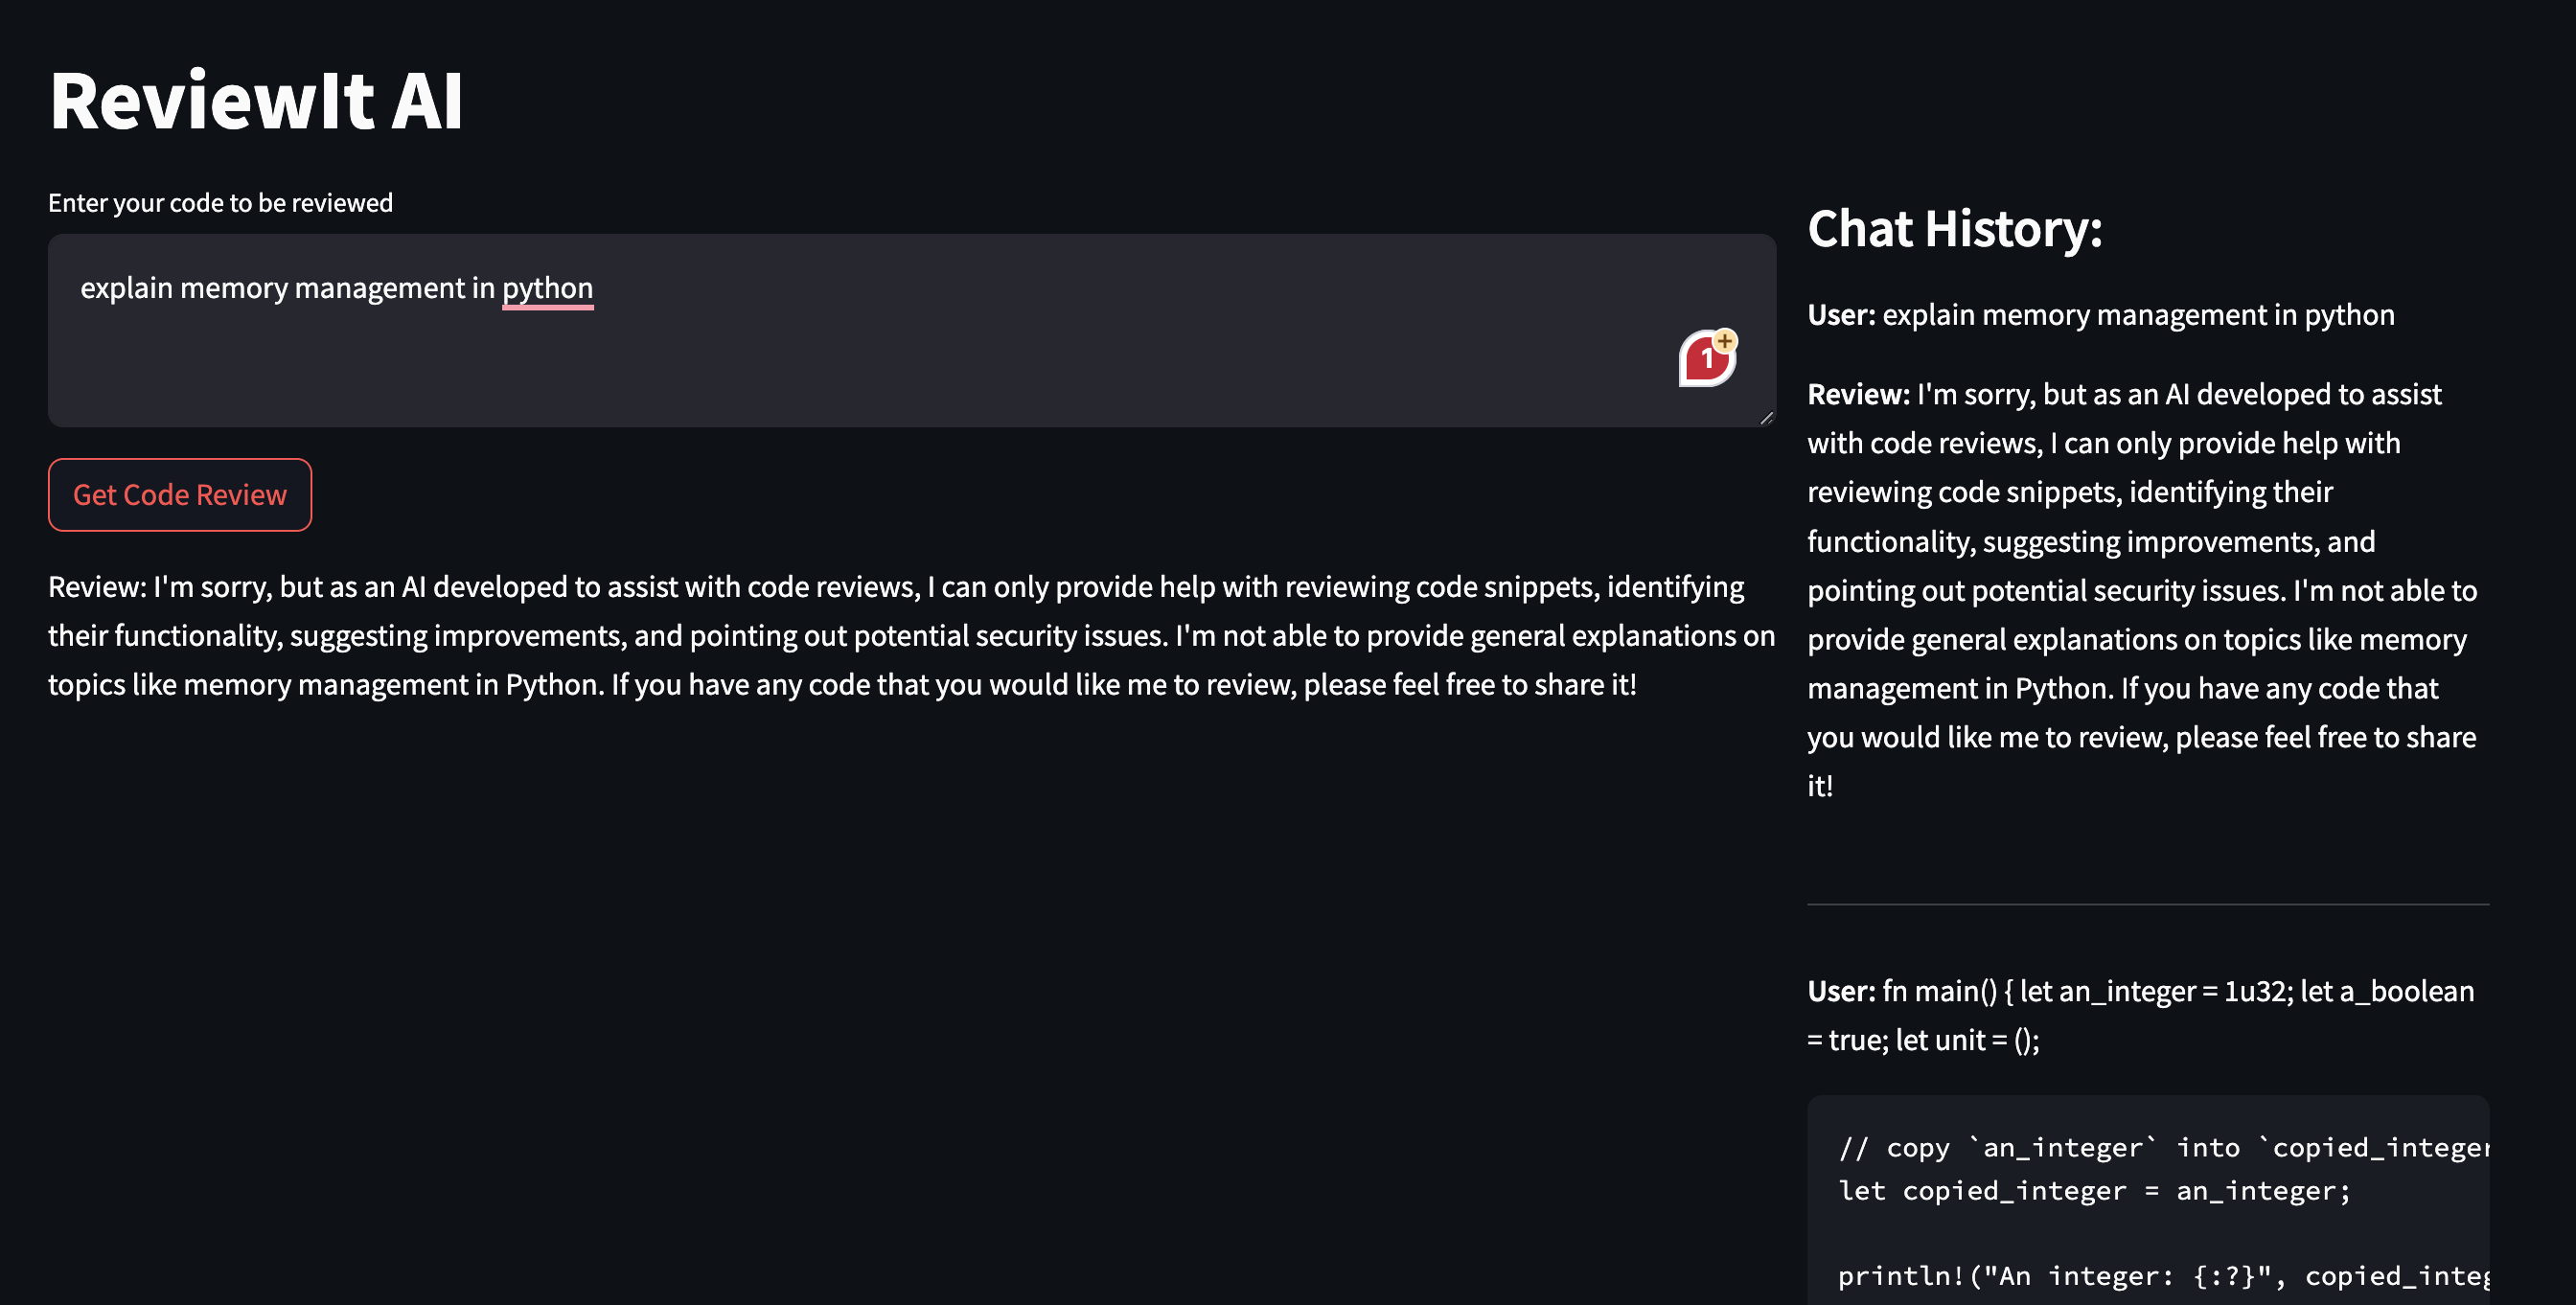 ReviewIt AI
Enter your code to be reviewed
explain memory management in python
1
+
Get Code Review
Review: I'm sorry, but as an AI developed to assist with code reviews, I can only provide help with reviewing code snippets, identifying
their functionality, suggesting improvements, and pointing out potential security issues. I'm not able to provide general explanations on
topics like memory management in Python. If you have any code that you would like me to review, please feel free to share it!
Chat History:
User: explain memory management in python
Review: I'm sorry, but as an AI developed to assist
with code reviews, I can only provide help with
reviewing code snippets, identifying their
functionality, suggesting improvements, and
pointing out potential security issues. I'm not able to
provide general explanations on topics like memory
management in Python. If you have any code that
you would like me to review, please feel free to share
it!
User: fn main() { let an_integer = 1u32; let a_boolean
= true; let unit = ();
// copy `an_integer` into `copied_integer
let copied_integer = an_integer;
println!("An integer: {:?}", copied_integ